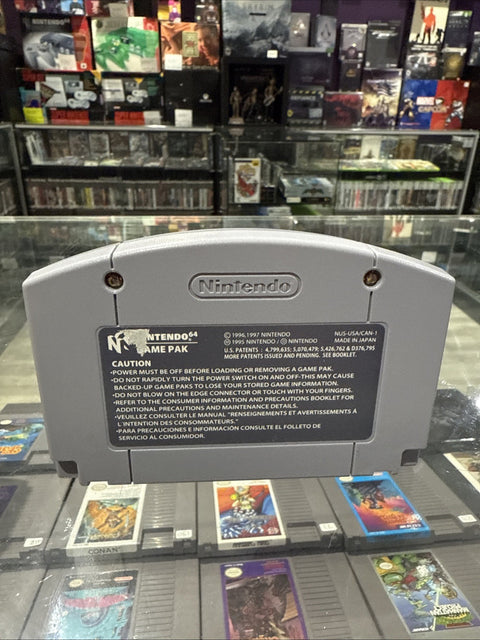 SKYRIM
Nintendo
NINTENDO 64
GAME PAK
© 1996,1997 NINTENDO
© 1995 NINTENDO / © NINTENDO
NUS-USA/CAN-1
MADE IN JAPAN
U.S. PATENTS : 4,799,635; 5,070,479; 5,426,762 & D376,795
MORE PATENTS ISSUED AND PENDING. SEE BOOKLET.
CAUTION
•POWER MUST BE OFF BEFORE LOADING OR REMOVING A GAME PAK.
•DO NOT RAPIDLY TURN THE POWER SWITCH ON AND OFF-THIS MAY CAUSE
BACKED-UP GAME PAKS TO LOSE YOUR STORED GAME INFORMATION.
•DO NOT BLOW ON THE EDGE CONNECTOR OR TOUCH WITH YOUR FINGERS.
•REFER TO THE CONSUMER INFORMATION AND PRECAUTIONS BOOKLET FOR
ADDITIONAL PRECAUTIONS AND MAINTENANCE DETAILS.
•VEUILLEZ CONSULTER LE MANUAL "RENSEIGNEMENTS ET AVERTISSEMENTS À
L'INTENTION DES CONSOMMATEURS."
•PARA PRECAUCIONES E INFORMACIÓN CONSULTE EL FOLLETO DE
SERVICIO AL CONSUMIDOR.
CONAN